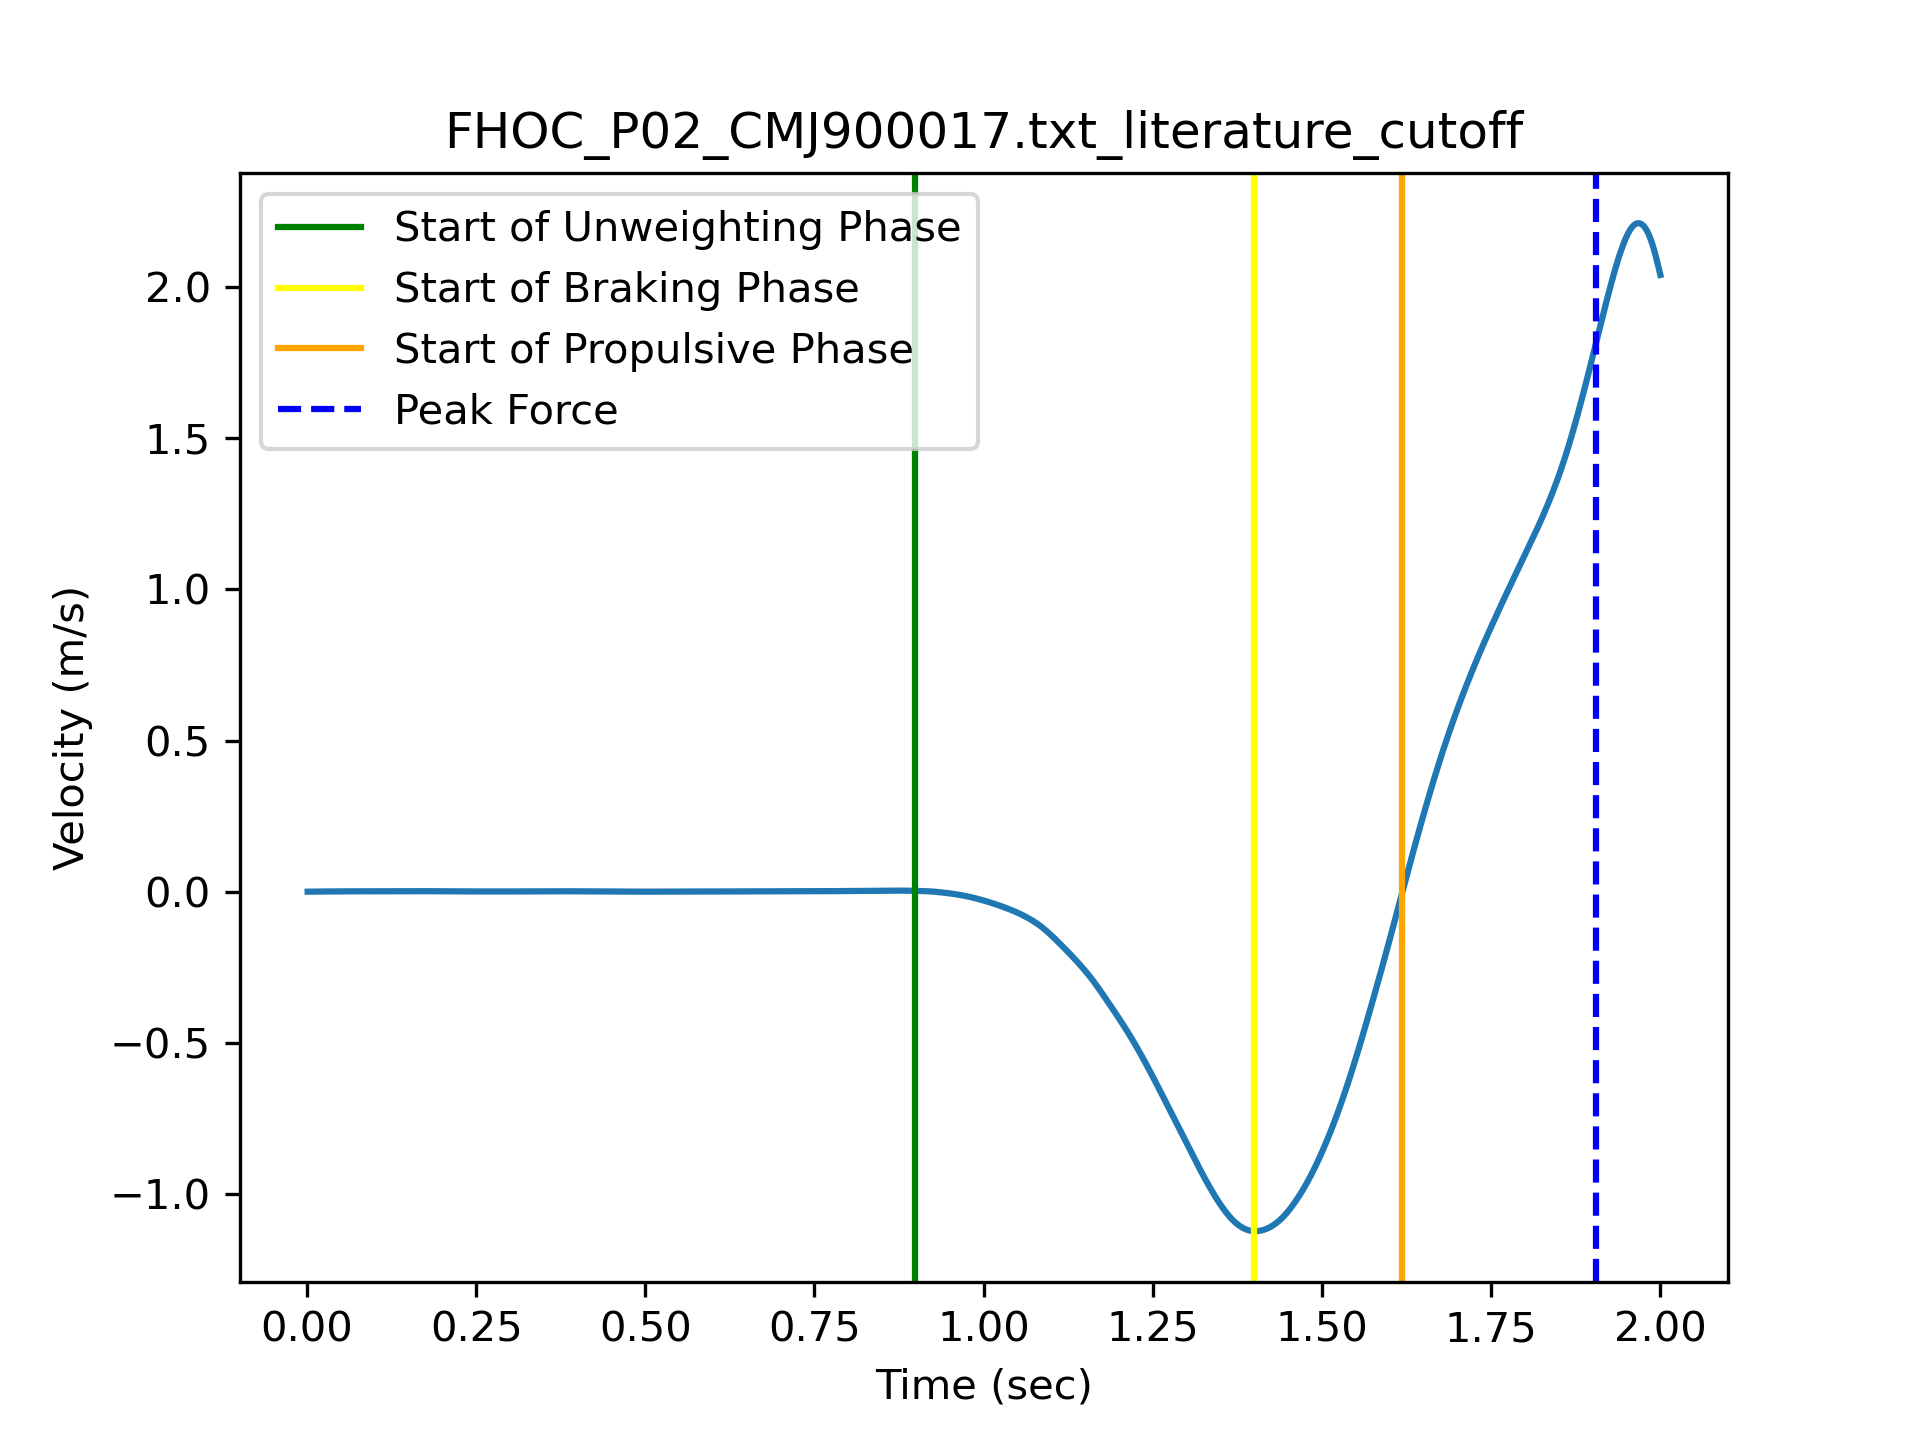 FHOC_P02_CMJ900017.txt_literature_cutoff
Start of Unweighting Phase
Start of Braking Phase
Start of Propulsive Phase
Peak Force
2.0
1.5
1.0
0.5
0.0
−0.5
−1.0
Velocity (m/s)
0.00 0.25 0.50 0.75 1.00 1.25 1.50 1.75 2.00
Time (sec)